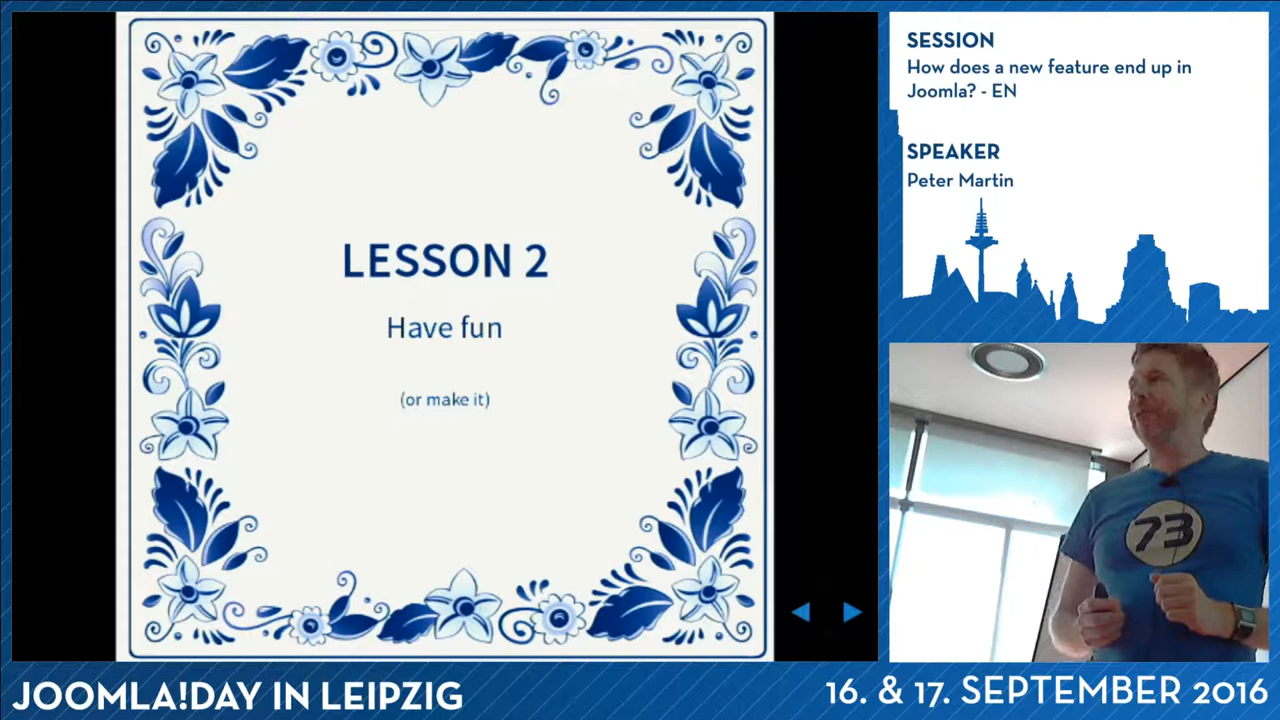 LESSON 2
Have fun
(or make it)
SESSION
How does a new feature end up in
Joomla? - EN
SPEAKER
Peter Martin
73
JOOMLA!DAY IN LEIPZIG
16. & 17. SEPTEMBER 2016